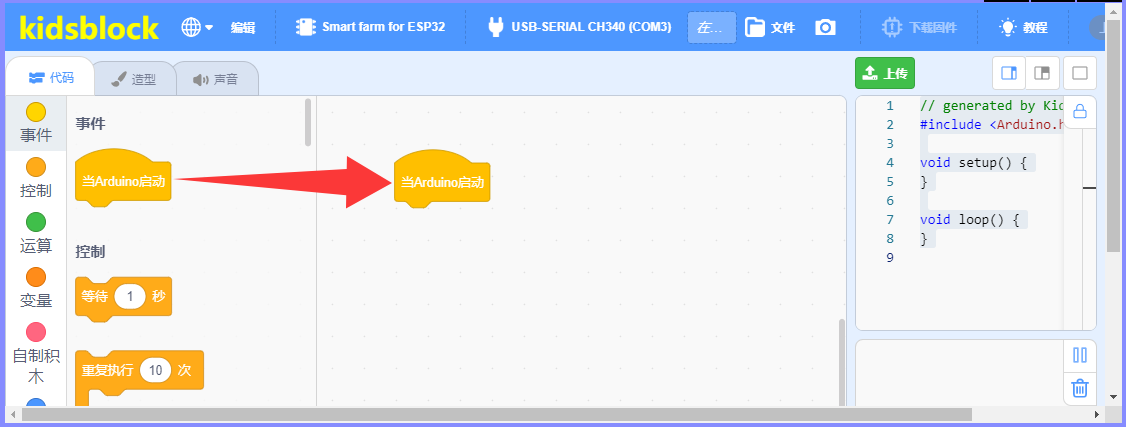 kidsblock
编辑
Smart farm for ESP32
USB-SERIAL CH340 (COM3)
在...
文件
下载固件
教程
代码
造型
声音
上传
事件
控制
运算
变量
自制积
木
事件
当Arduino启动
控制
等待 1 秒
重复执行 10 次
当Arduino启动
1 // generated by Kid
2 #include <Arduino.h
3
4 void setup() {
5 }
6
7 void loop() {
8 }
9